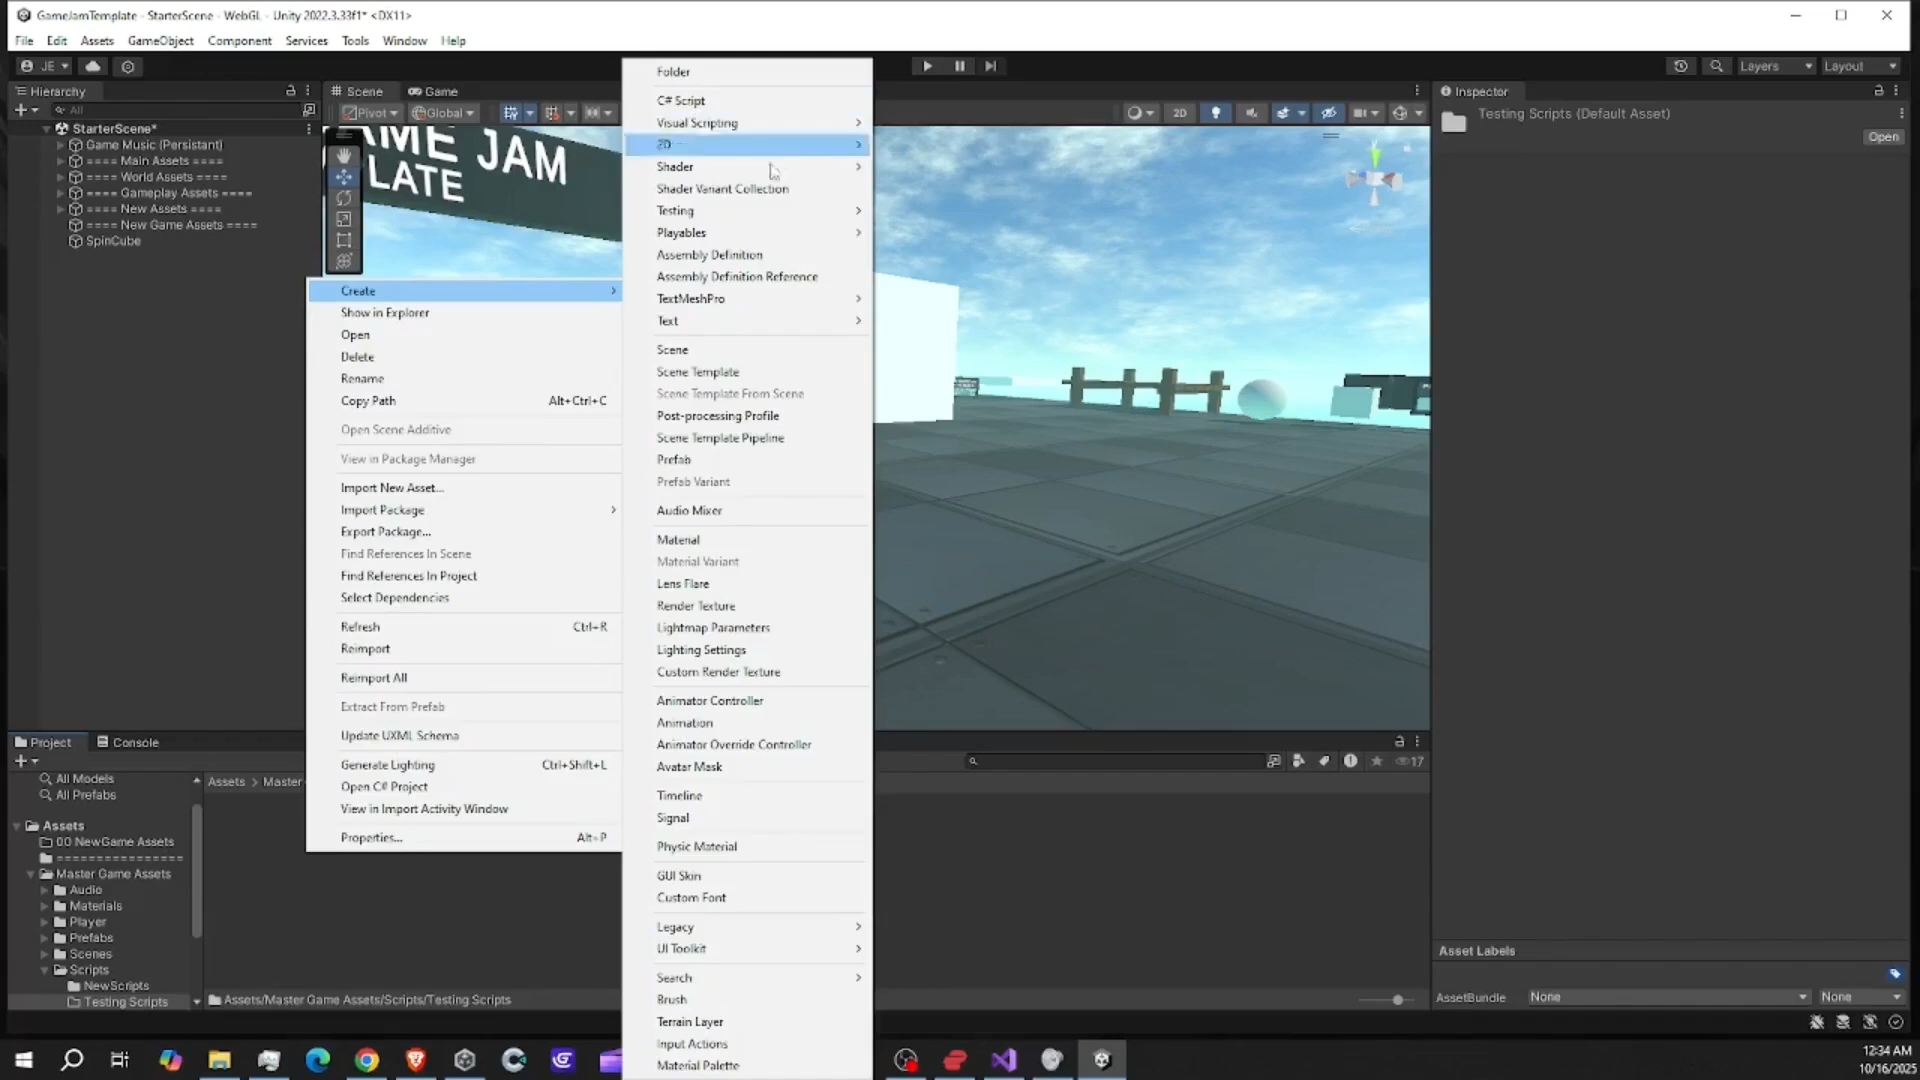 GameJamTemplate - StarterScene - WebGL - Unity 2022.3.33f1* <DX11>
File Edit Assets GameObject Component Services Tools Window Help
JE
Layers
Layout
Hierarchy
All
StarterScene*
Game Music (Persistant)
==== Main Assets ====
==== World Assets ====
==== Gameplay Assets ====
==== New Assets ====
==== New Game Assets ====
SpinCube
Scene
Game
Pivot
Global
2D
AME JAM
LATE
Create
Show in Explorer
Open
Delete
Rename
Copy Path Alt+Ctrl+C
Open Scene Additive
View in Package Manager
Import New Asset...
Import Package
Export Package...
Find References In Scene
Find References In Project
Select Dependencies
Refresh Ctrl+R
Reimport
Reimport All
Extract From Prefab
Update UXML Schema
Generate Lighting Ctrl+Shift+L
Open C# Project
View in Import Activity Window
Properties... Alt+P
Folder
C# Script
Visual Scripting
2D
Shader
Shader Variant Collection
Testing
Playables
Assembly Definition
Assembly Definition Reference
TextMeshPro
Text
Scene
Scene Template
Scene Template From Scene
Post-processing Profile
Scene Template Pipeline
Prefab
Prefab Variant
Audio Mixer
Material
Material Variant
Lens Flare
Render Texture
Lightmap Parameters
Lighting Settings
Custom Render Texture
Animator Controller
Animation
Animator Override Controller
Avatar Mask
Timeline
Signal
Physic Material
GUI Skin
Custom Font
Legacy
UI Toolkit
Search
Brush
Terrain Layer
Input Actions
Material Palette
Inspector
Testing Scripts (Default Asset)
Open
Asset Labels
AssetBundle None None
Project
Console
17
All Models
All Prefabs
Assets
00 NewGame Assets
================
Master Game Assets
Audio
Materials
Player
Prefabs
Scenes
Scripts
NewScripts
Testing Scripts
Assets > Master
Assets/Master Game Assets/Scripts/Testing Scripts
12:34 AM
10/16/2025